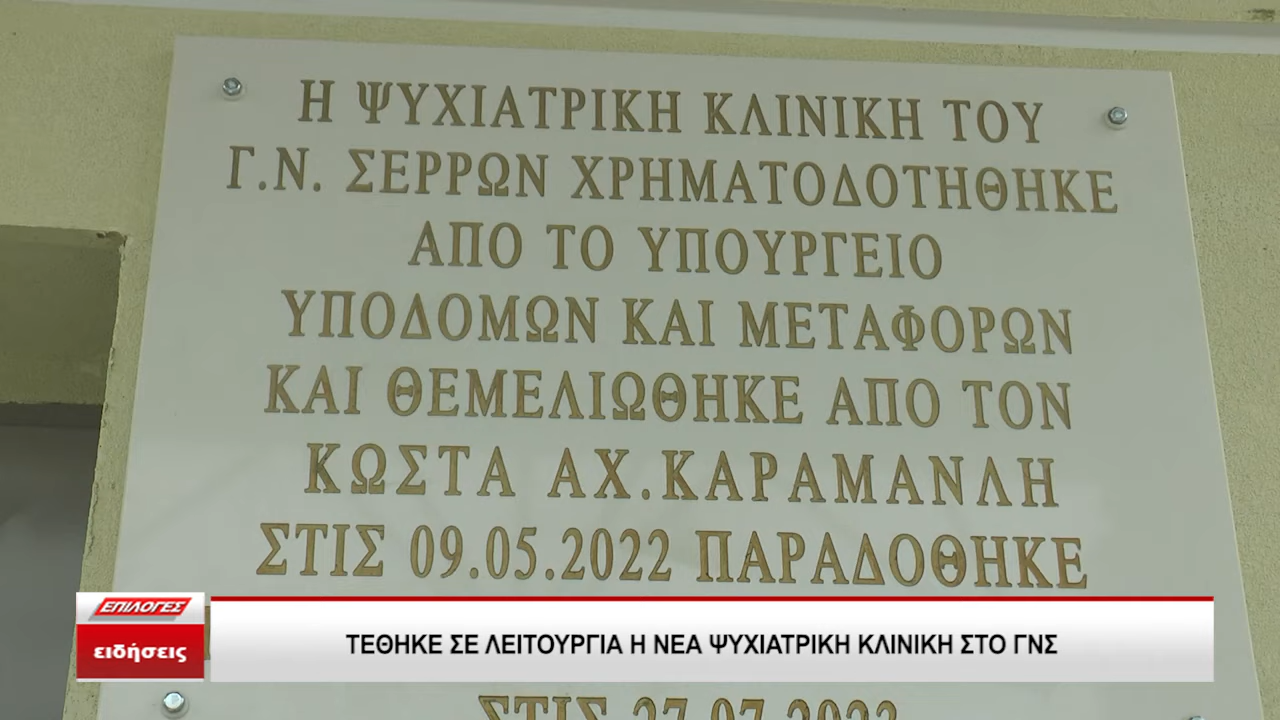 Η ΨΥΧΙΑΤΡΙΚΗ ΚΛΙΝΙΚΗ ΤΟΥ
Γ.Ν. ΣΕΡΡΩΝ ΧΡΗΜΑΤΟΔΟΤΗΘΗΚΕ
ΑΠΟ ΤΟ ΥΠΟΥΡΓΕΙΟ
ΥΠΟΔΟΜΩΝ ΚΑΙ ΜΕΤΑΦΟΡΩΝ
ΚΑΙ ΘΕΜΕΛΙΩΘΗΚΕ ΑΠΟ ΤΟΝ
ΚΩΣΤΑ ΑΧ.ΚΑΡΑΜΑΝΛΗ
ΣΤΙΣ 09.05.2022 ΠΑΡΑΔΟΘΗΚΕ
ΕΠΙΛΟΓΕΣ
ειδήσεις
ΤΕΘΗΚΕ ΣΕ ΛΕΙΤΟΥΡΓΙΑ Η ΝΕΑ ΨΥΧΙΑΤΡΙΚΗ ΚΛΙΝΙΚΗ ΣΤΟ ΓΝΣ
ΣΤΙΣ